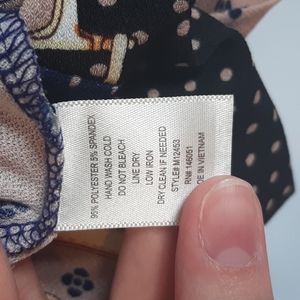 95% POLYESTER 5% SPANDEX
HAND WASH COLD
DO NOT BLEACH
LINE DRY
LOW IRON
DRY CLEAN IF NEEDED
STYLE# M12453
RN# 146051
MADE IN VIETNAM